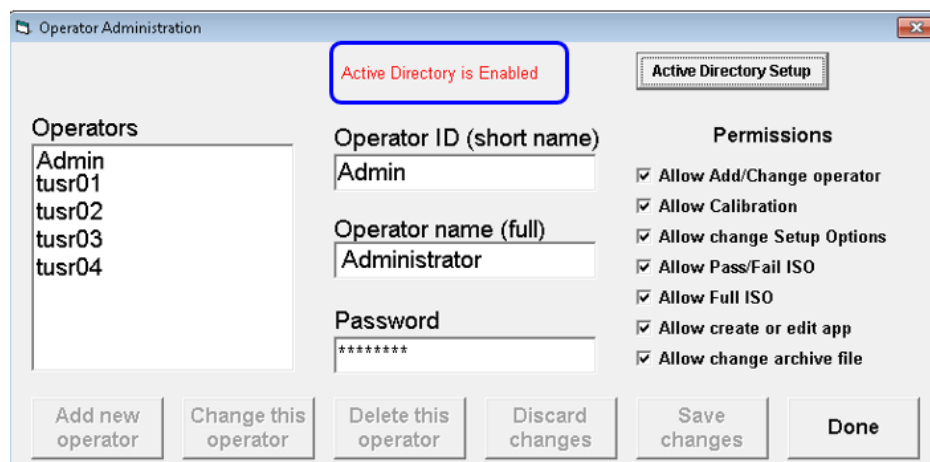 Operator Administration
Active Directory is Enabled
Active Directory Setup
Operators
Admin
tusr01
tusr02
tusr03
tusr04
Operator ID (short name)
Admin
Operator name (full)
Administrator
Password
********
Permissions
Allow Add/Change operator
Allow Calibration
Allow change Setup Options
Allow Pass/Fail ISO
Allow Full ISO
Allow create or edit app
Allow change archive file
Add new
operator
Change this
operator
Delete this
operator
Discard
changes
Save
changes
Done